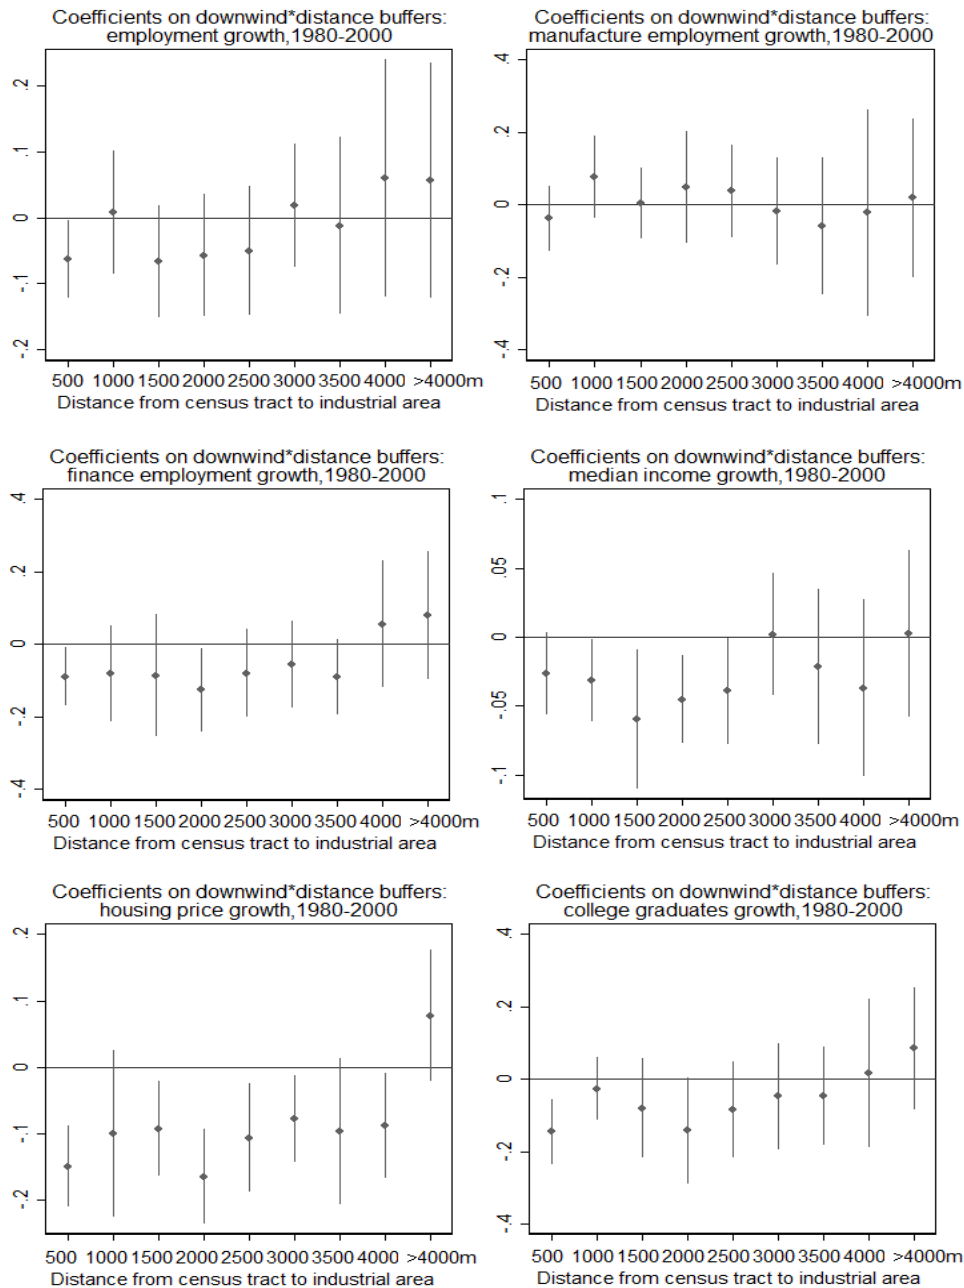 Coefficients on downwind*distance buffers:
employment growth,1980-2000
.2
.1
0
-.1
-.2
500 1000 1500 2000 2500 3000 3500 4000 >4000m
Distance from census tract to industrial area
Coefficients on downwind*distance buffers:
manufacture employment growth,1980-2000
.4
.2
0
-.2
-.4
500 1000 1500 2000 2500 3000 3500 4000 >4000m
Distance from census tract to industrial area
Coefficients on downwind*distance buffers:
finance employment growth,1980-2000
.4
.2
0
-.2
-.4
500 1000 1500 2000 2500 3000 3500 4000 >4000m
Distance from census tract to industrial area
Coefficients on downwind*distance buffers:
median income growth,1980-2000
.1
.05
0
-.05
-.1
500 1000 1500 2000 2500 3000 3500 4000 >4000m
Distance from census tract to industrial area
Coefficients on downwind*distance buffers:
housing price growth,1980-2000
.2
.1
0
-.1
-.2
500 1000 1500 2000 2500 3000 3500 4000 >4000m
Distance from census tract to industrial area
Coefficients on downwind*distance buffers:
college graduates growth,1980-2000
.4
.2
0
-.2
-.4
500 1000 1500 2000 2500 3000 3500 4000 >4000m
Distance from census tract to industrial area